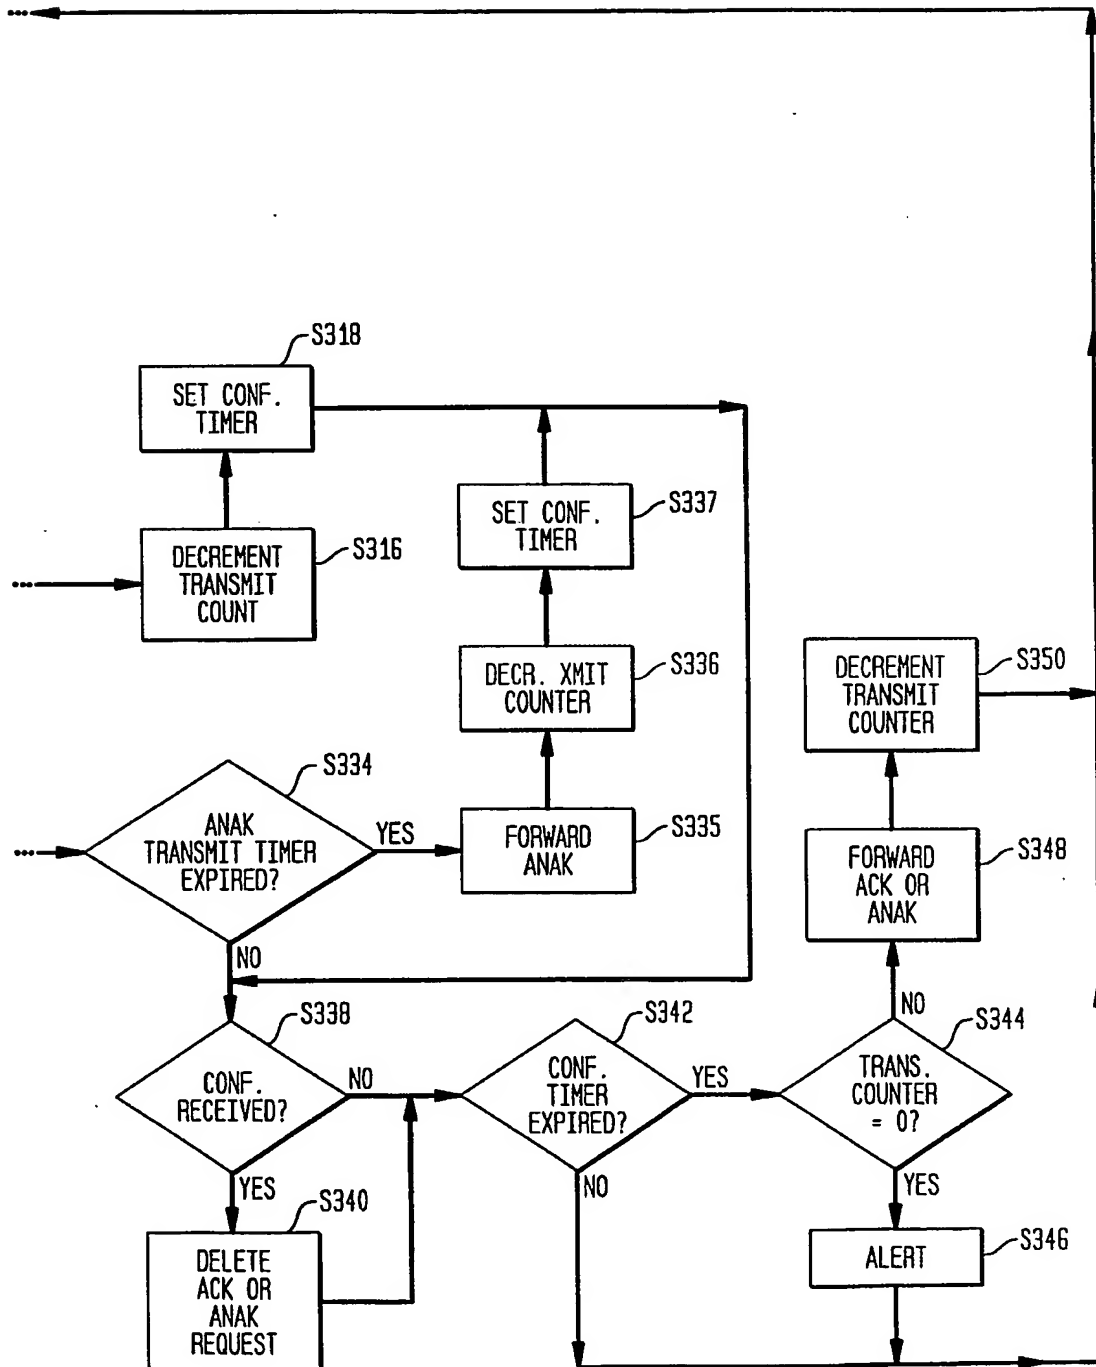 S318
SET CONF.
TIMER
S337
SET CONF.
TIMER
S316
DECREMENT
TRANSMIT
COUNT
S336
DECR. XMIT
COUNTER
S350
DECREMENT
TRANSMIT
COUNTER
S334
ANAK
TRANSMIT TIMER
EXPIRED?
YES
S335
FORWARD
ANAK
S348
FORWARD
ACK OR
ANAK
NO
S338
CONF.
RECEIVED?
NO
S342
CONF.
TIMER
EXPIRED?
YES
NO
S344
TRANS.
COUNTER
= 0?
YES
S340
DELETE
ACK OR
ANAK
REQUEST
NO
YES
S346
ALERT